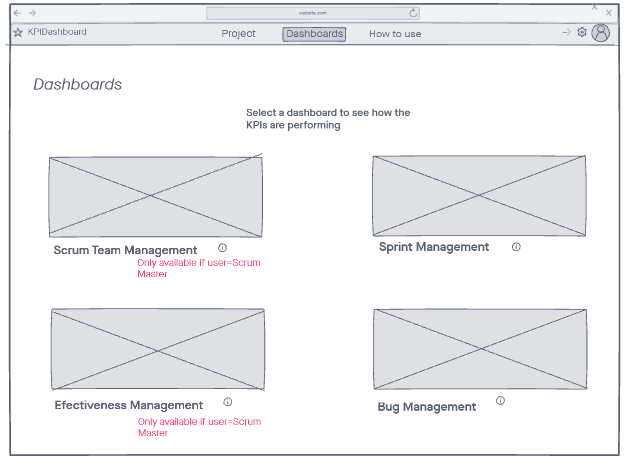 website.com
KPIDashboard
Project
Dashboards
How to use
Dashboards
Select a dashboard to see how the
KPIs are performing
Scrum Team Management
Only available if user=Scrum
Master
Sprint Management
Efectiveness Management
Only available if user=Scrum
Master
Bug Management